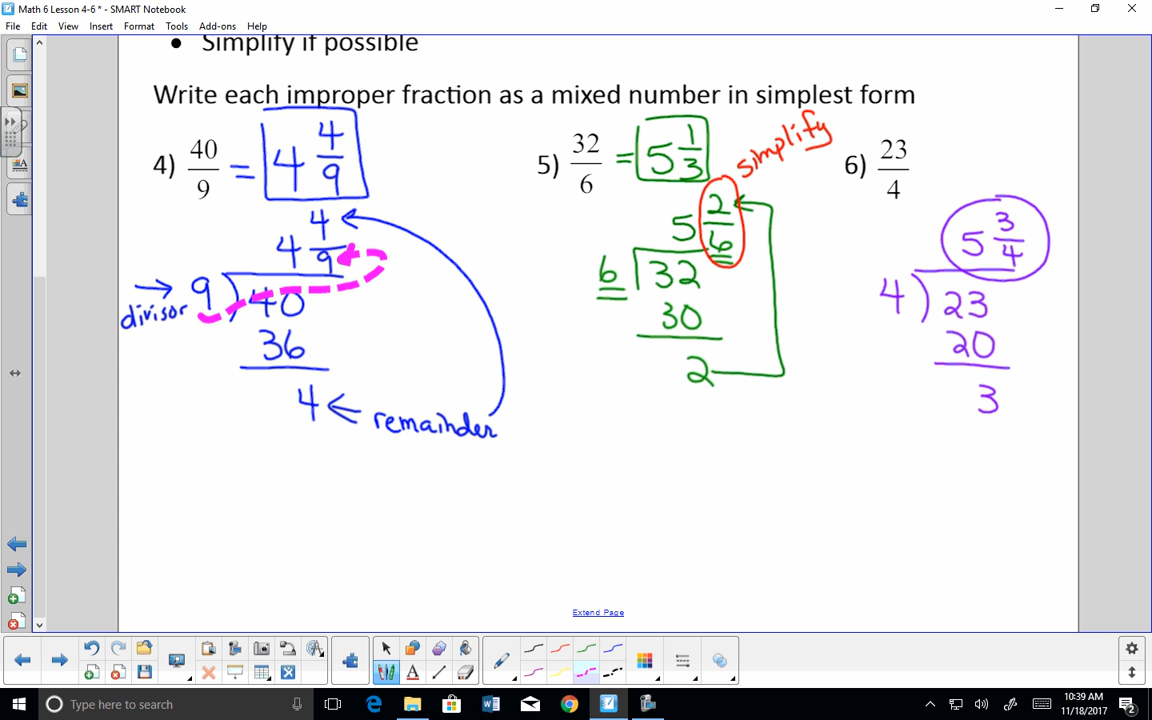 Math 6 Lesson 4-6 * - SMART Notebook
File Edit View Insert Format Tools Add-ons Help
• Simplify if possible
Write each improper fraction as a mixed number in simplest form
4) 40/9 = 4 4/9
4 4/9
9 ) 40
divisor
36
4
remainder
5) 32/6 = 5 1/3
simplify
5 2/6
6 32
30
2
6) 23/4
5 3/4
4 ) 23
20
3
Extend Page
Type here to search
10:39 AM
11/18/2017
2